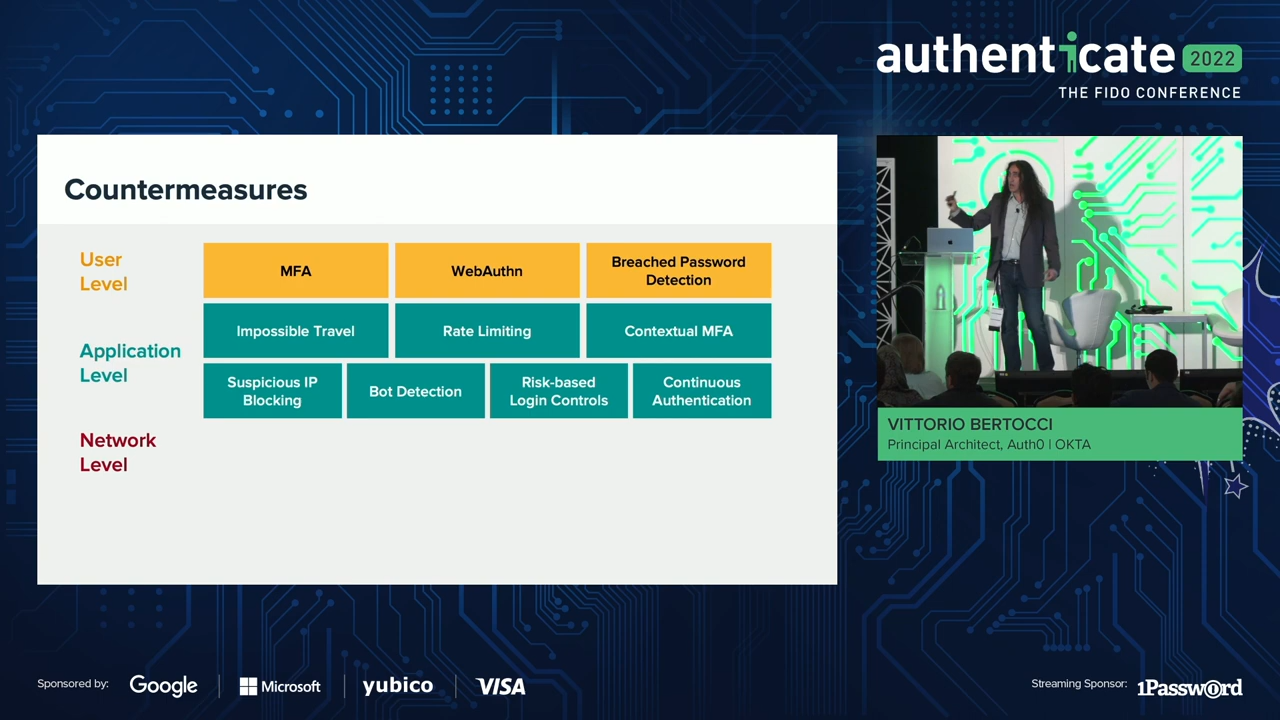 authenticate 2022
THE FIDO CONFERENCE
Countermeasures
User
Level
MFA
WebAuthn
Breached Password
Detection
Application
Level
Impossible Travel
Rate Limiting
Contextual MFA
Suspicious IP
Blocking
Bot Detection
Risk-based
Login Controls
Continuous
Authentication
Network
Level
VITTORIO BERTOCCI
Principal Architect, Auth0 | OKTA
Sponsored by:
Google
Microsoft
yubico
VISA
Streaming Sponsor:
1Password